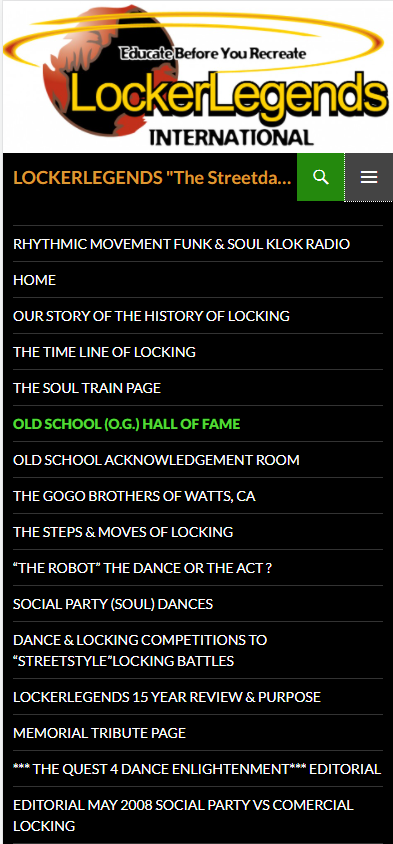 Educate Before You Recreate
LockerLegends
INTERNATIONAL
LOCKERLEGENDS "The Streetda...
RHYTHMIC MOVEMENT FUNK & SOUL KLOK RADIO
HOME
OUR STORY OF THE HISTORY OF LOCKING
THE TIME LINE OF LOCKING
THE SOUL TRAIN PAGE
OLD SCHOOL (O.G.) HALL OF FAME
OLD SCHOOL ACKNOWLEDGEMENT ROOM
THE GOGO BROTHERS OF WATTS, CA
THE STEPS & MOVES OF LOCKING
“THE ROBOT” THE DANCE OR THE ACT ?
SOCIAL PARTY (SOUL) DANCES
DANCE & LOCKING COMPETITIONS TO
“STREETSTYLE”LOCKING BATTLES
LOCKERLEGENDS 15 YEAR REVIEW & PURPOSE
MEMORIAL TRIBUTE PAGE
*** THE QUEST 4 DANCE ENLIGHTENMENT*** EDITORIAL
EDITORIAL MAY 2008 SOCIAL PARTY VS COMERCIAL
LOCKING